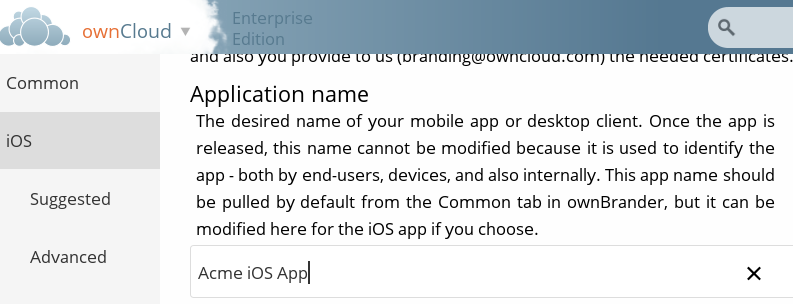 ownCloud
Enterprise
Edition
and also you provide to us (branding@owncloud.com) the needed certificates.
Common
iOS
Suggested
Advanced
Application name
The desired name of your mobile app or desktop client. Once the app is
released, this name cannot be modified because it is used to identify the
app - both by end-users, devices, and also internally. This app name should
be pulled by default from the Common tab in ownBrander, but it can be
modified here for the iOS app if you choose.
Acme iOS App